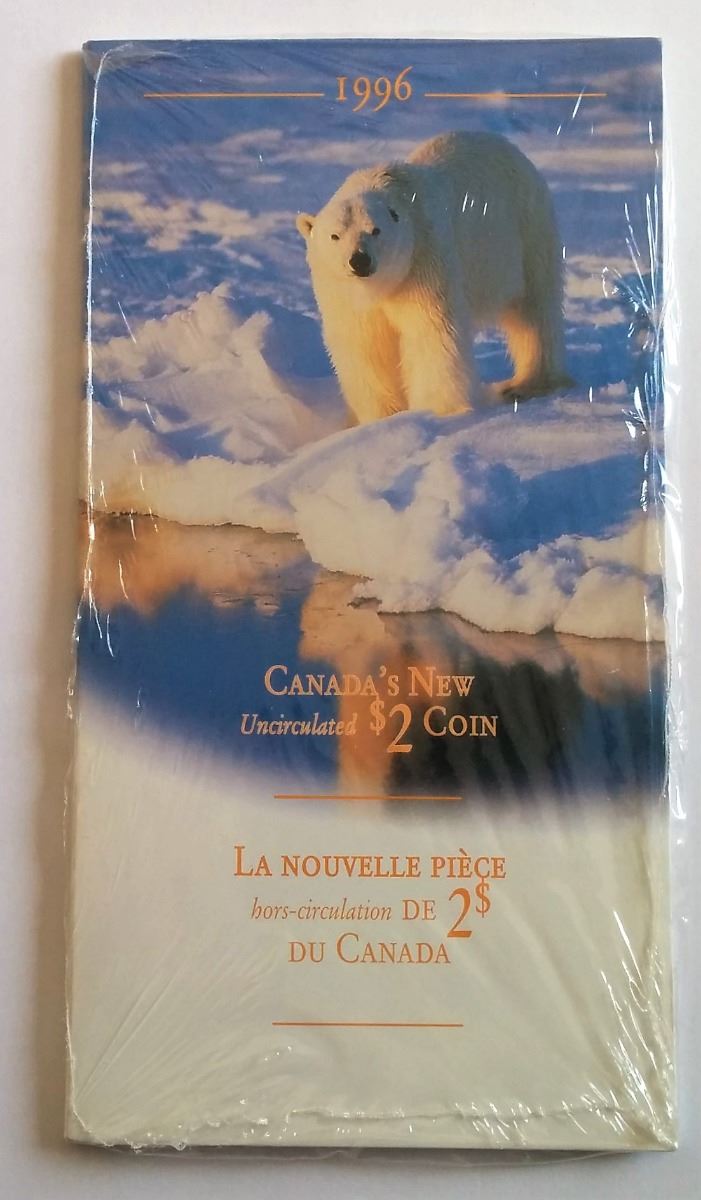 1996
Canada's New
Uncirculated $2 Coin
La nouvelle pièce
hors-circulation de 2$
du Canada